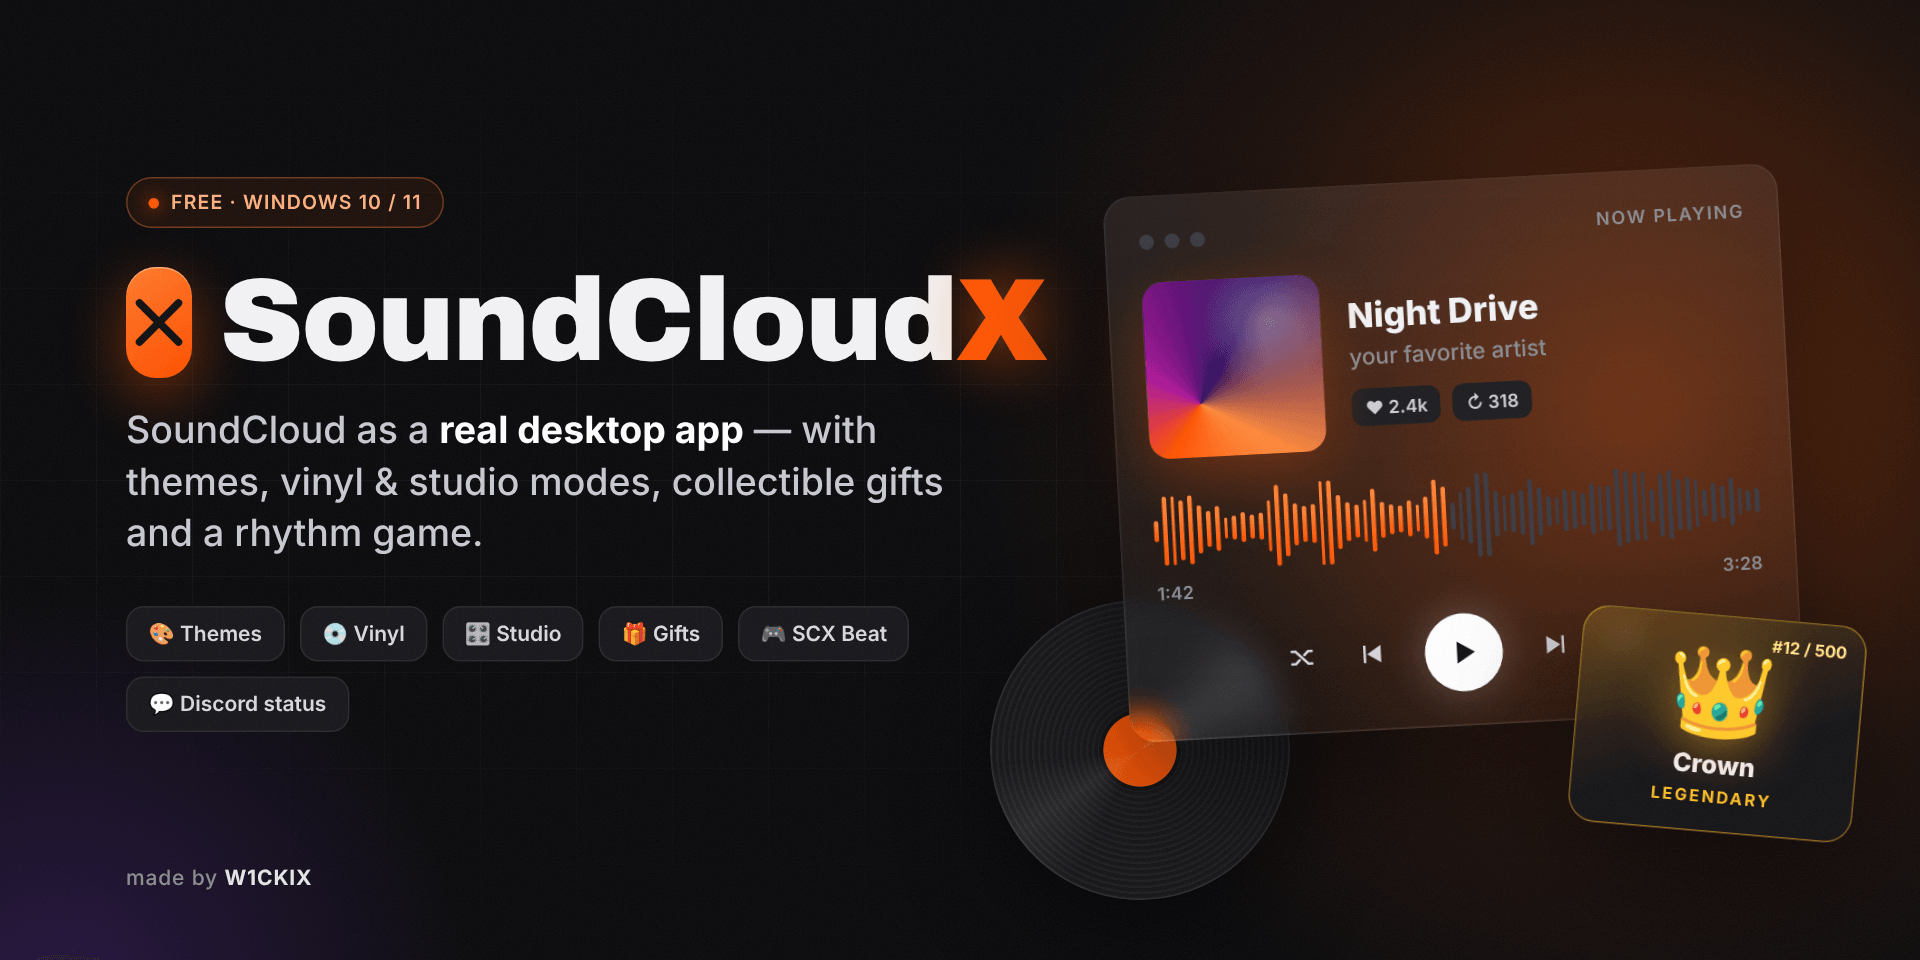 FREE · WINDOWS 10 / 11
SoundCloudX
SoundCloud as a real desktop app — with
themes, vinyl & studio modes, collectible gifts
and a rhythm game.
🎨 Themes
💿 Vinyl
🎛️ Studio
🎁 Gifts
🎮 SCX Beat
💬 Discord status
made by W1CKIX
NOW PLAYING
Night Drive
your favorite artist
2.4k
318
1:42
3:28
#12 / 500
Crown
LEGENDARY